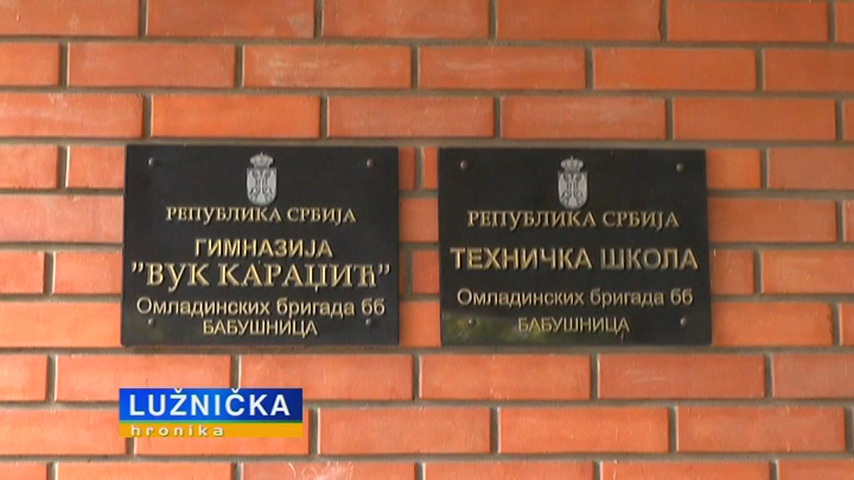 РЕПУБЛИКА СРБИЈА
ГИМНАЗИЈА
"ВУК КАРАЏИЋ"
Омладинских бригада бб
БАБУШНИЦА
РЕПУБЛИКА СРБИЈА
ТЕХНИЧКА ШКОЛА
Омладинских бригада бб
БАБУШНИЦА
LUŽNIČKA
hronika